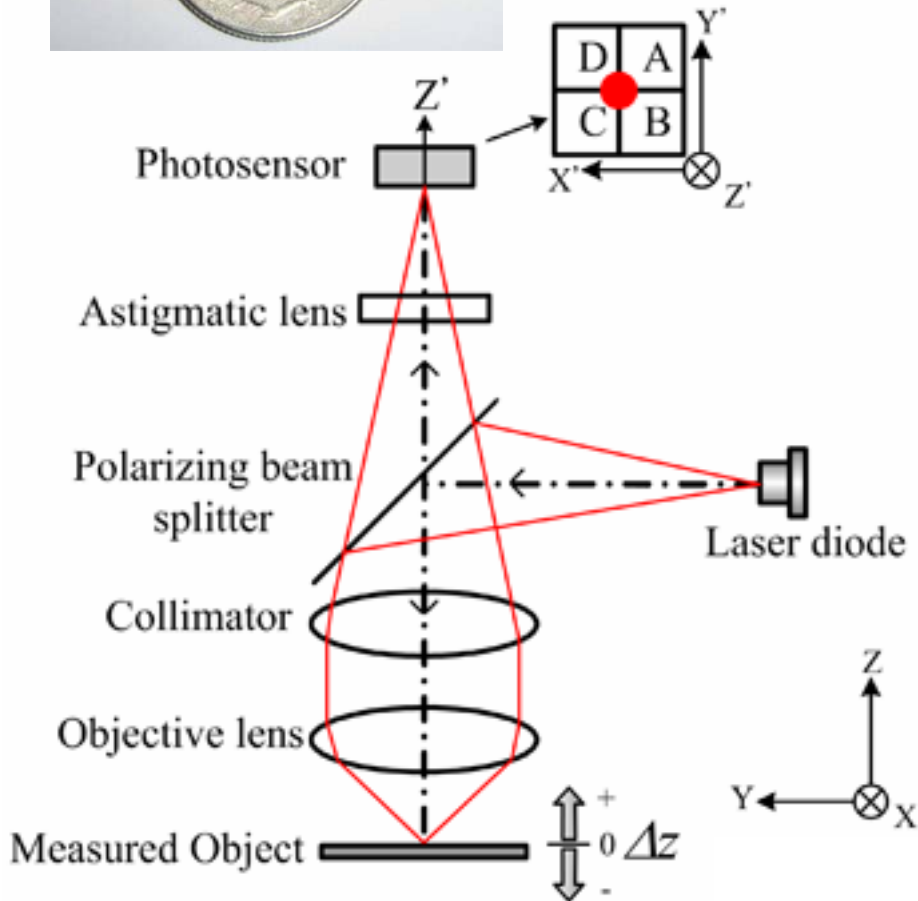 Y'
D A
C B
X'
Z'
Z'
Photosensor
Astigmatic lens
Polarizing beam
splitter
Laser diode
Collimator
Objective lens
Measured Object
+
0 Δz
-
Z
Y
X